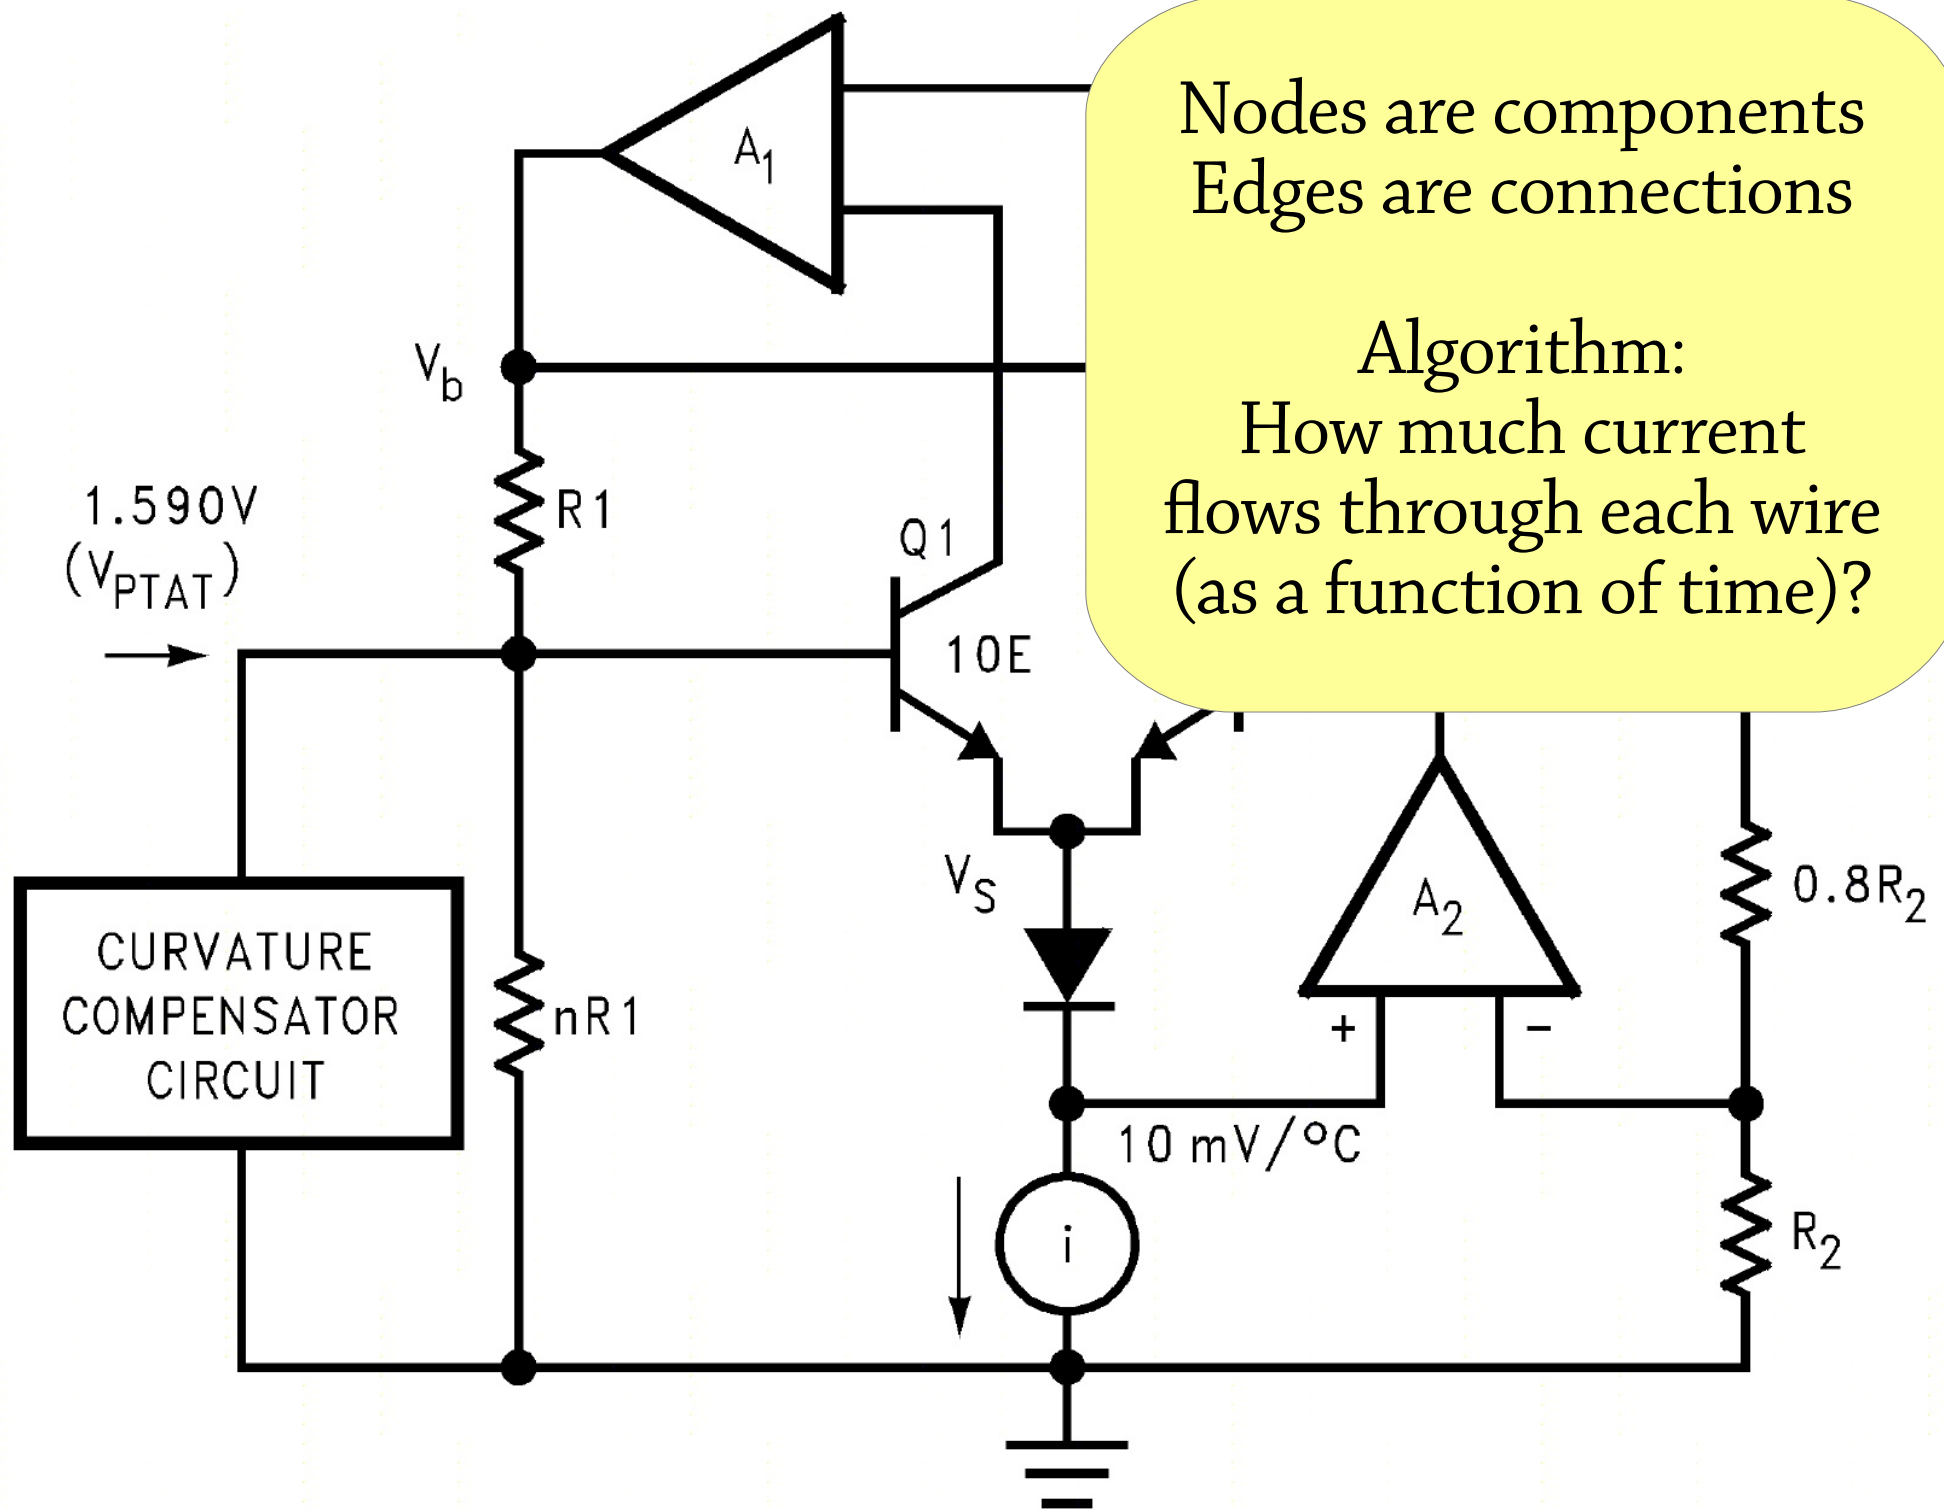 Nodes are components
Edges are connections
Algorithm:
How much current
flows through each wire
(as a function of time)?
A1
Vb
R1
1.590V
(VPTAT)
Q1
10E
VS
A2
0.8R2
CURVATURE
COMPENSATOR
CIRCUIT
nR1
+
−
10 mV/°C
i
R2